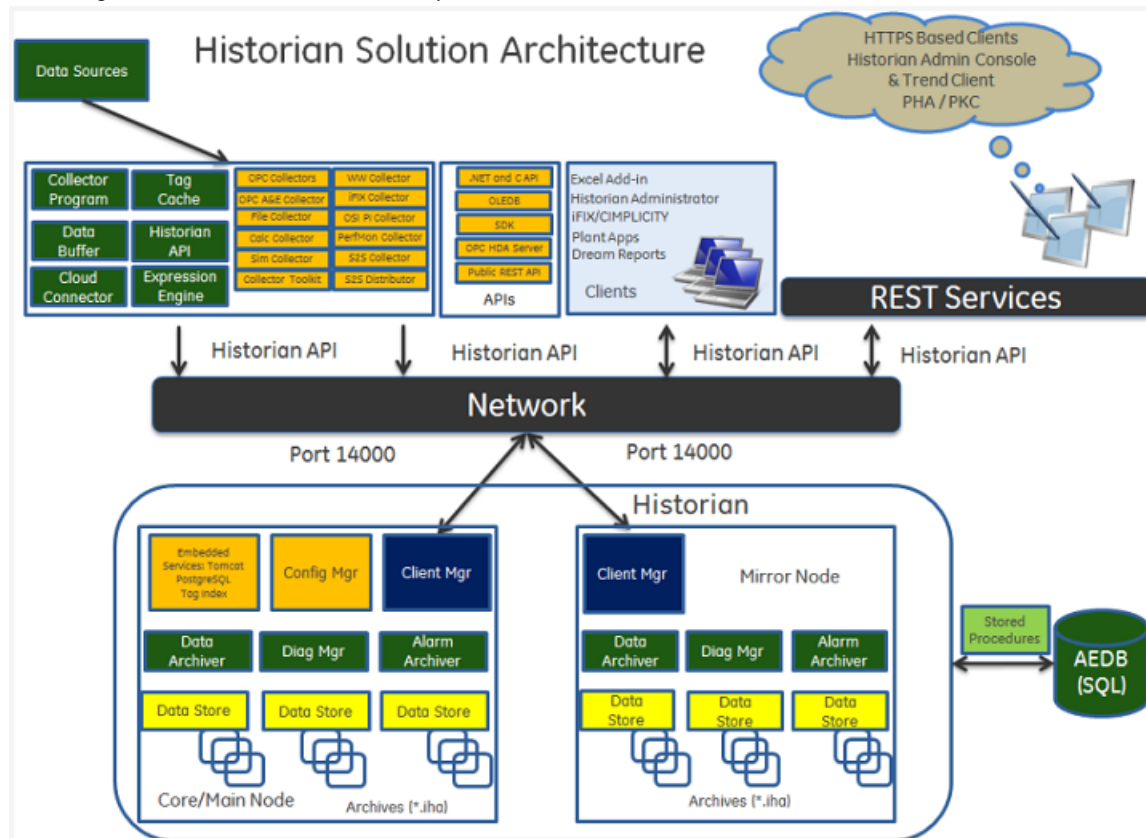 Historian Solution Architecture
Data Sources
HTTPS Based Clients
Historian Admin Console
& Trend Client
PHA / PKC
Collector
Program
Tag
Cache
Data
Buffer
Historian
API
Cloud
Connector
Expression
Engine
OPC Collectors
OPC A&E Collector
File Collector
Calc Collector
Sim Collector
Collector Toolkit
WW Collector
iFIX Collector
OSI PI Collector
PerfMon Collector
S2S Collector
S2S Distributor
.NET and C API
OLEDB
SDK
OPC HDA Server
Public REST API
APIs
Excel Add-in
Historian Administrator
iFIX/CIMPLICITY
Plant Apps
Dream Reports
Clients
REST Services
Historian API
Historian API
Historian API
Historian API
Network
Port 14000
Port 14000
Historian
Embedded
Services: Tomcat
PostgreSQL
Tag Index
Config Mgr
Client Mgr
Data
Archiver
Diag Mgr
Alarm
Archiver
Data Store
Data Store
Data Store
Core/Main Node
Archives (*.iha)
Client Mgr
Mirror Node
Data
Archiver
Diag Mgr
Alarm
Archiver
Data
Store
Data
Store
Data
Store
Archives (*.iha)
Stored
Procedures
AEDB
(SQL)